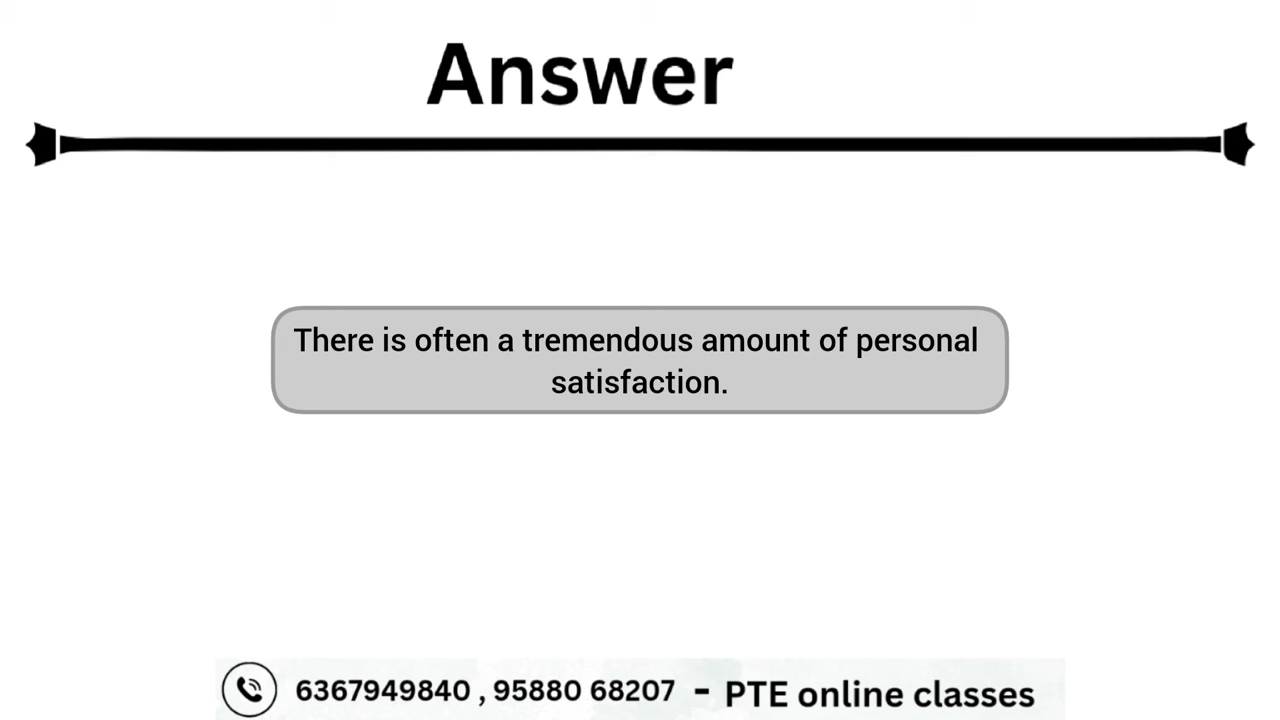 Answer
There is often a tremendous amount of personal
satisfaction.
6367949840 , 95880 68207 - PTE online classes